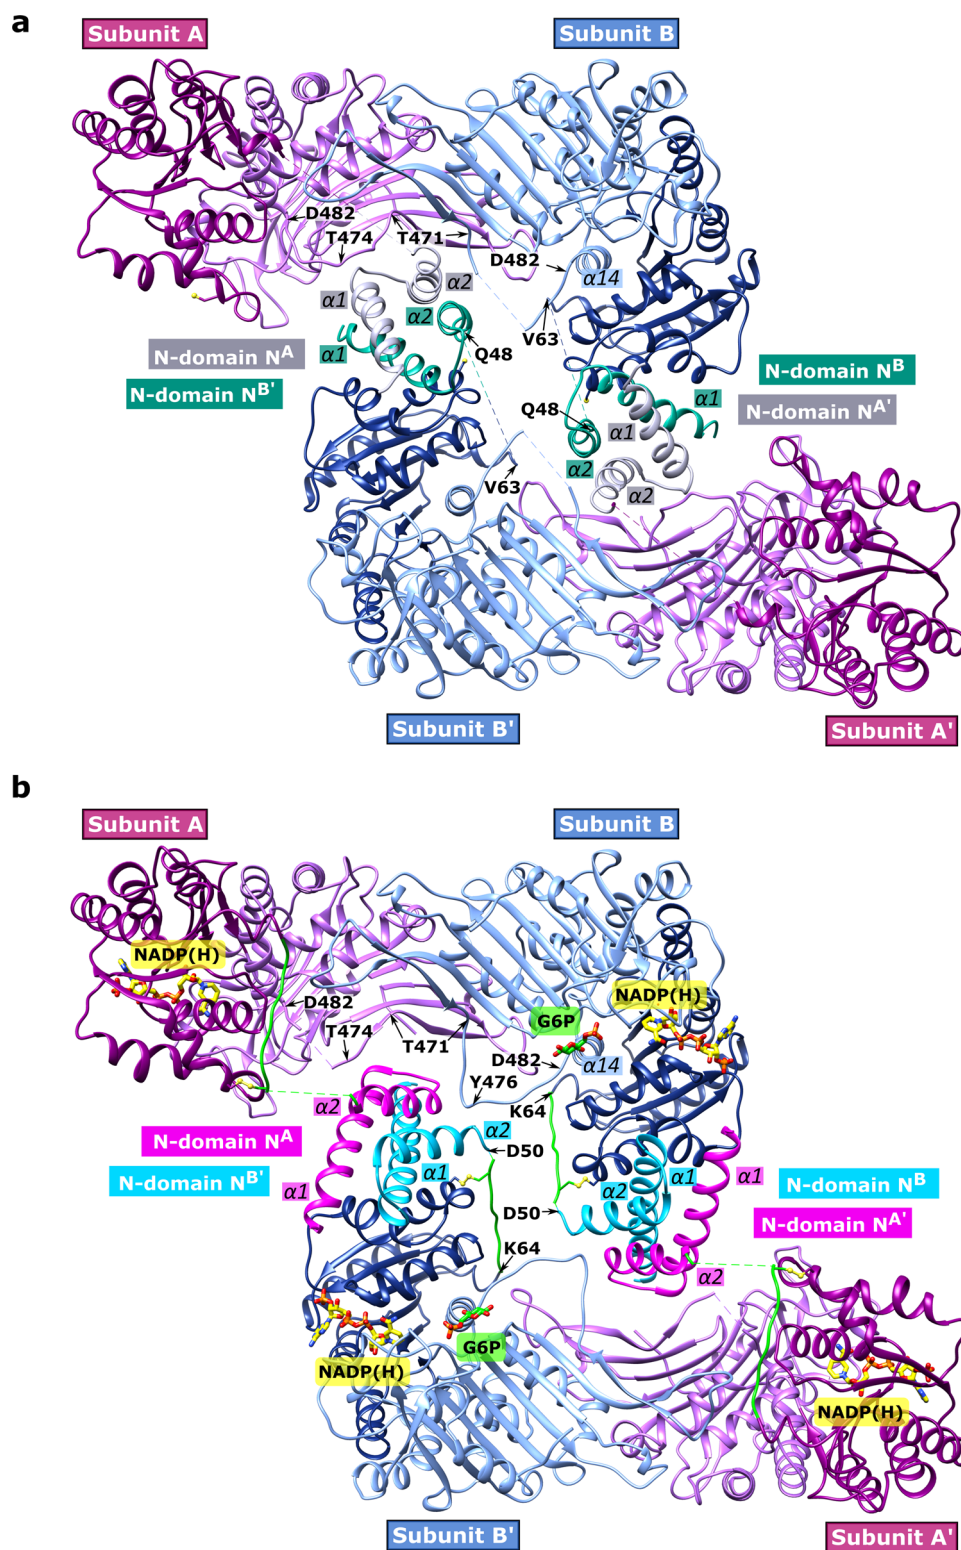 a
Subunit A
Subunit B
D482
T474
T471
D482
α14
α2
α1
α2
α1
V63
Q48
N-domain Nᴬ
N-domain Nᴮ'
N-domain Nᴮ
N-domain Nᴬ'
α1
Q48
α1
α2
α2
V63
Subunit B'
Subunit A'
b
Subunit A
Subunit B
NADP(H)
NADP(H)
G6P
D482
T474
T471
D482
α14
Y476
K64
α2
α2
N-domain Nᴬ
D50
N-domain Nᴮ'
α1
α1
α2
α1
α1
N-domain Nᴮ
N-domain Nᴬ'
D50
K64
α2
G6P
NADP(H)
NADP(H)
Subunit B'
Subunit A'